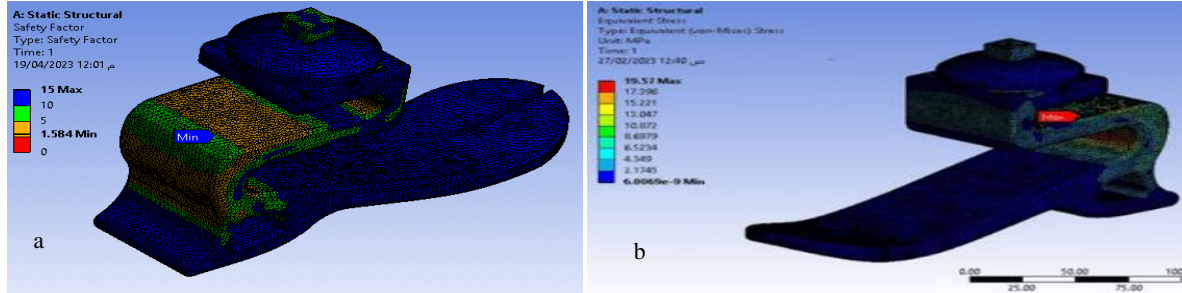 A: Static Structural
Safety Factor
Type: Safety Factor
Time: 1
19/04/2023 12:01 م
15 Max
10
5
1.584 Min
0
Min
a
A: Static Structural
Equivalent Stress
Type: Equivalent (von-Mises) Stress
Unit: MPa
Time: 1
27/02/2023 12:40 ص
19.57 Max
17.396
15.221
13.047
10.872
8.6979
6.5234
4.349
2.1745
6.0069e-9 Min
Max
b
0.00
50.00
25.00
75.00